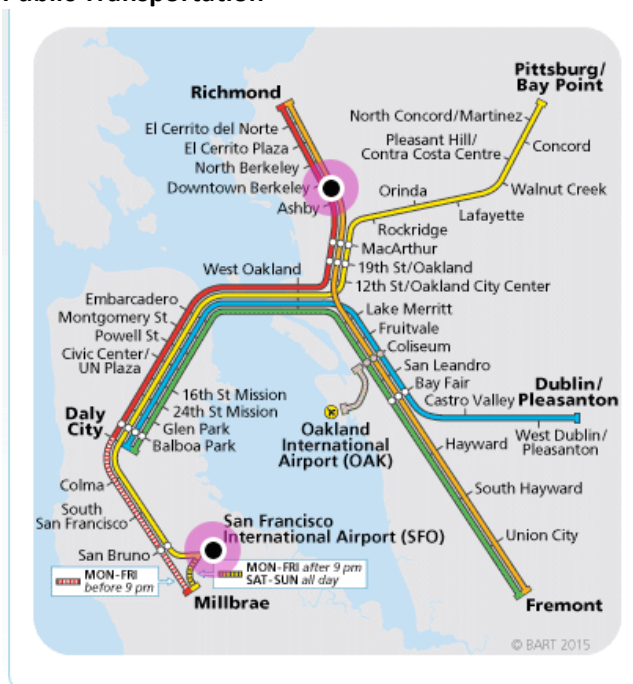 Public Transportation
Pittsburg/
Bay Point
Richmond
North Concord/Martinez
El Cerrito del Norte
Pleasant Hill/
Contra Costa Centre
Concord
El Cerrito Plaza
North Berkeley
Downtown Berkeley
Orinda
Walnut Creek
Ashby
Lafayette
Rockridge
MacArthur
West Oakland
19th St/Oakland
12th St/Oakland City Center
Embarcadero
Lake Merritt
Montgomery St
Fruitvale
Powell St
Coliseum
Civic Center/
UN Plaza
San Leandro
Bay Fair
Dublin/
Pleasanton
16th St Mission
Castro Valley
24th St Mission
Daly
City
Glen Park
Balboa Park
Oakland
International
Airport (OAK)
West Dublin/
Pleasanton
Hayward
Colma
South Hayward
South
San Francisco
San Francisco
International Airport (SFO)
Union City
San Bruno
MON-FRI
before 9 pm
MON-FRI after 9 pm
SAT-SUN all day
Millbrae
Fremont
© BART 2015